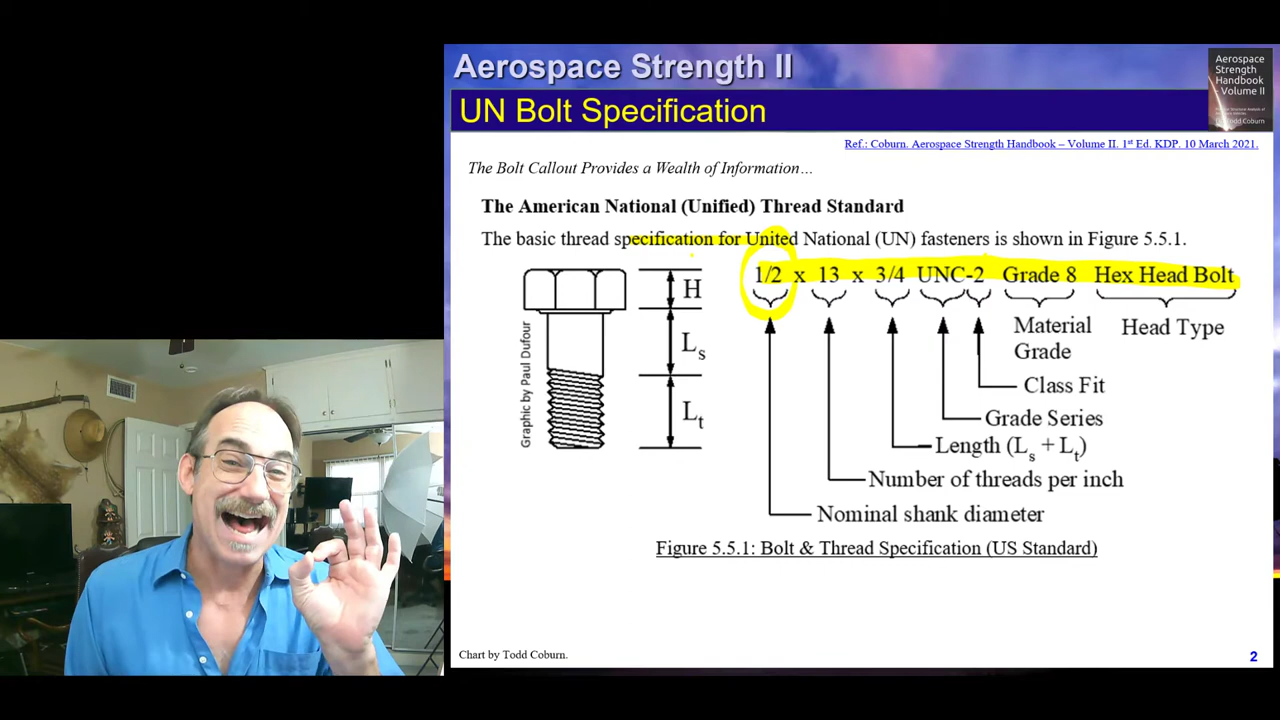 Aerospace Strength II
UN Bolt Specification
Aerospace
Strength
Handbook
- Volume II
Todd Coburn
Ref.: Coburn. Aerospace Strength Handbook – Volume II. 1st Ed. KDP. 10 March 2021.
The Bolt Callout Provides a Wealth of Information…
The American National (Unified) Thread Standard
The basic thread specification for United National (UN) fasteners is shown in Figure 5.5.1.
1/2 x 13 x 3/4 UNC-2 Grade 8 Hex Head Bolt
H
Ls
Lt
Graphic by Paul Dufour
Material
Grade
Head Type
Class Fit
Grade Series
Length (Ls + Lt)
Number of threads per inch
Nominal shank diameter
Figure 5.5.1: Bolt & Thread Specification (US Standard)
Chart by Todd Coburn.
2